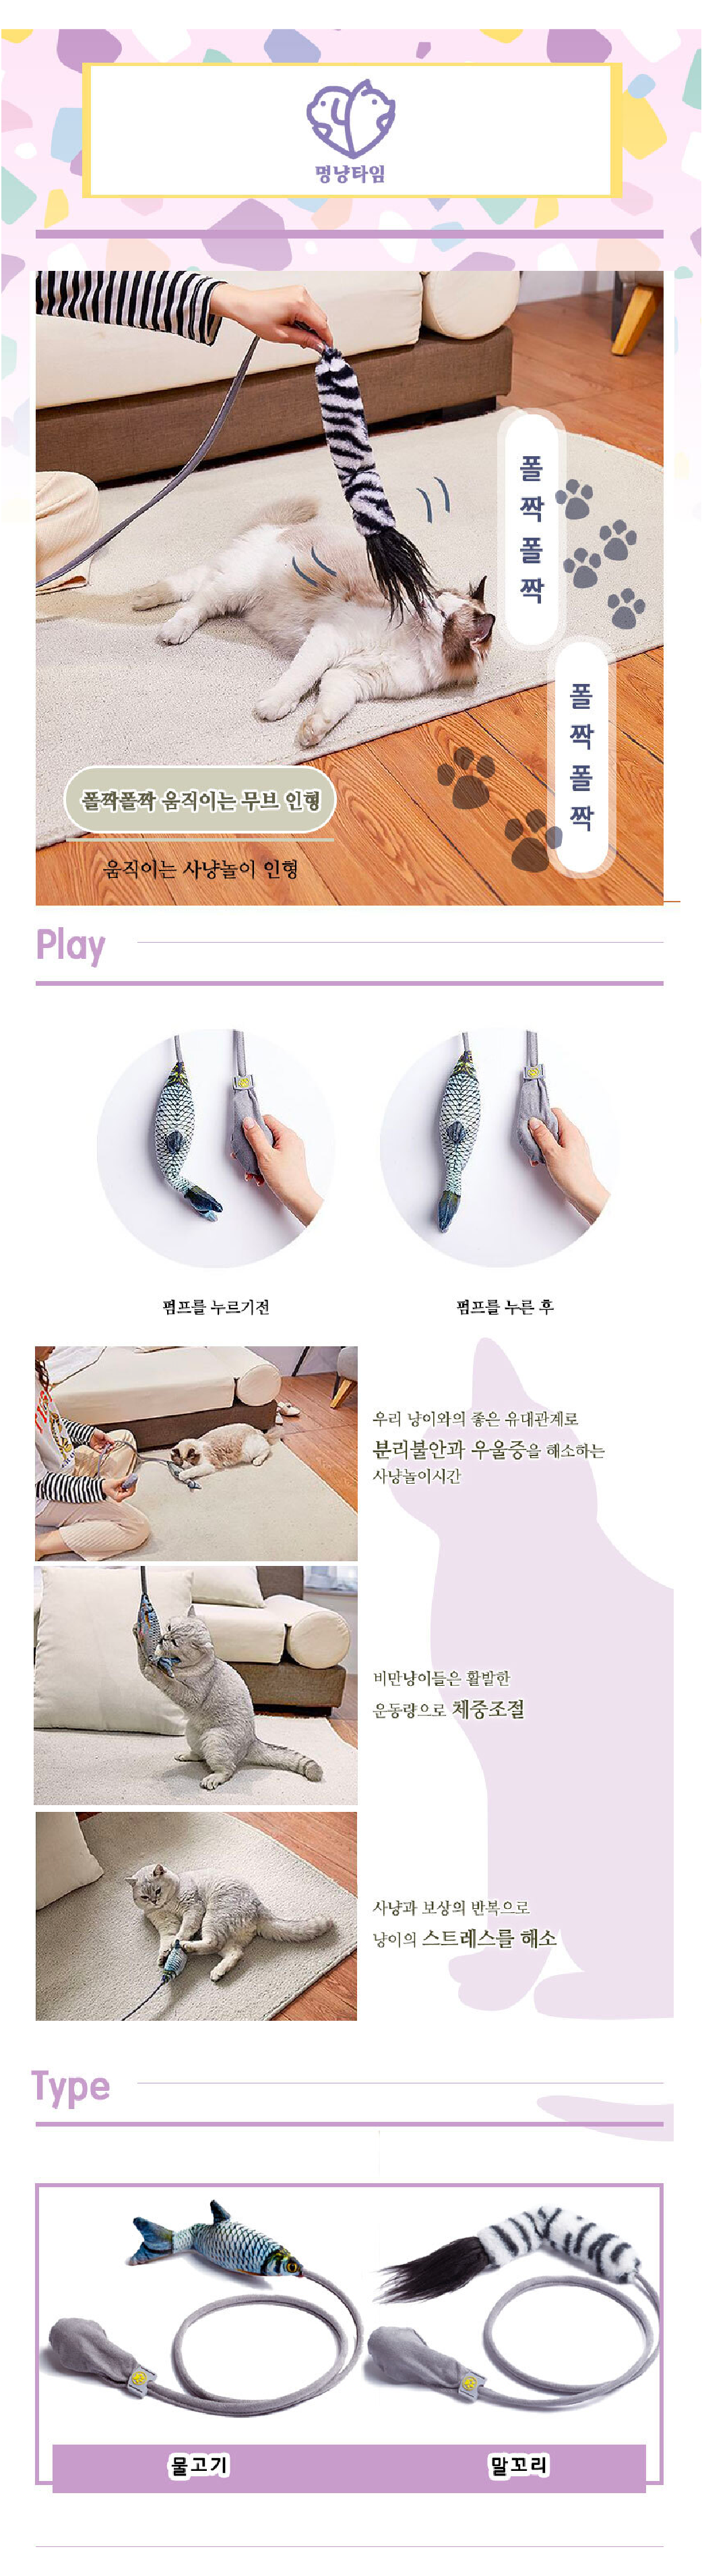 멍냥타임
폴짝폴짝
폴짝폴짝
폴짝폴짝 움직이는 무브 인형
움직이는 사냥놀이 인형
Play
펌프를 누르기전
펌프를 누른 후
우리 냥이와의 좋은 유대관계로
분리불안과 우울증을 해소하는
사냥놀이시간
비만냥이들은 활발한
운동량으로 체중조절
사냥과 보상의 반복으로
냥이의 스트레스를 해소
Type
물고기
말꼬리